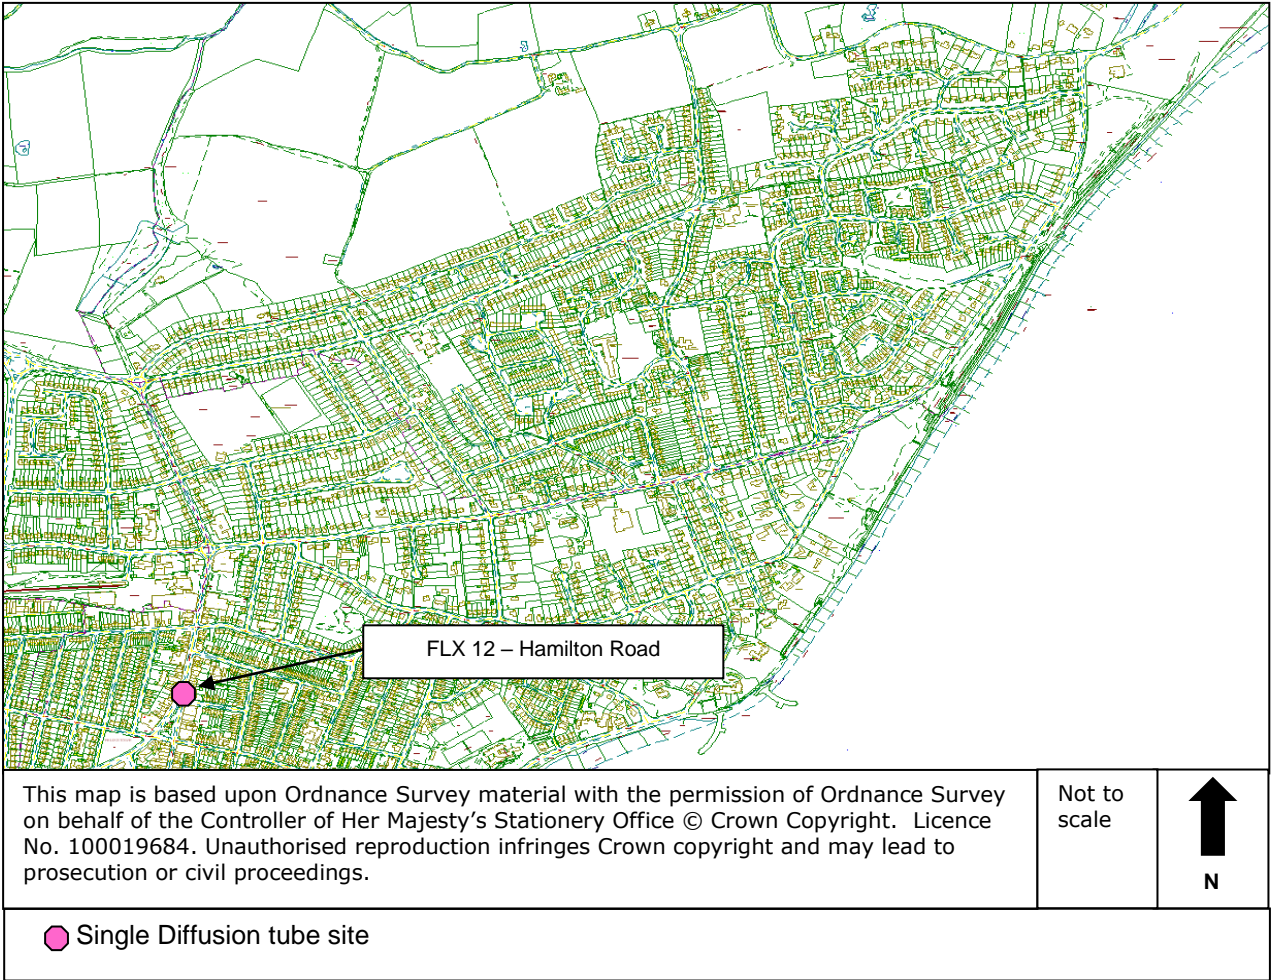 FLX 12 – Hamilton Road
This map is based upon Ordnance Survey material with the permission of Ordnance Survey
on behalf of the Controller of Her Majesty's Stationery Office © Crown Copyright.  Licence
No. 100019684. Unauthorised reproduction infringes Crown copyright and may lead to
prosecution or civil proceedings.
Not to
scale
N
Single Diffusion tube site